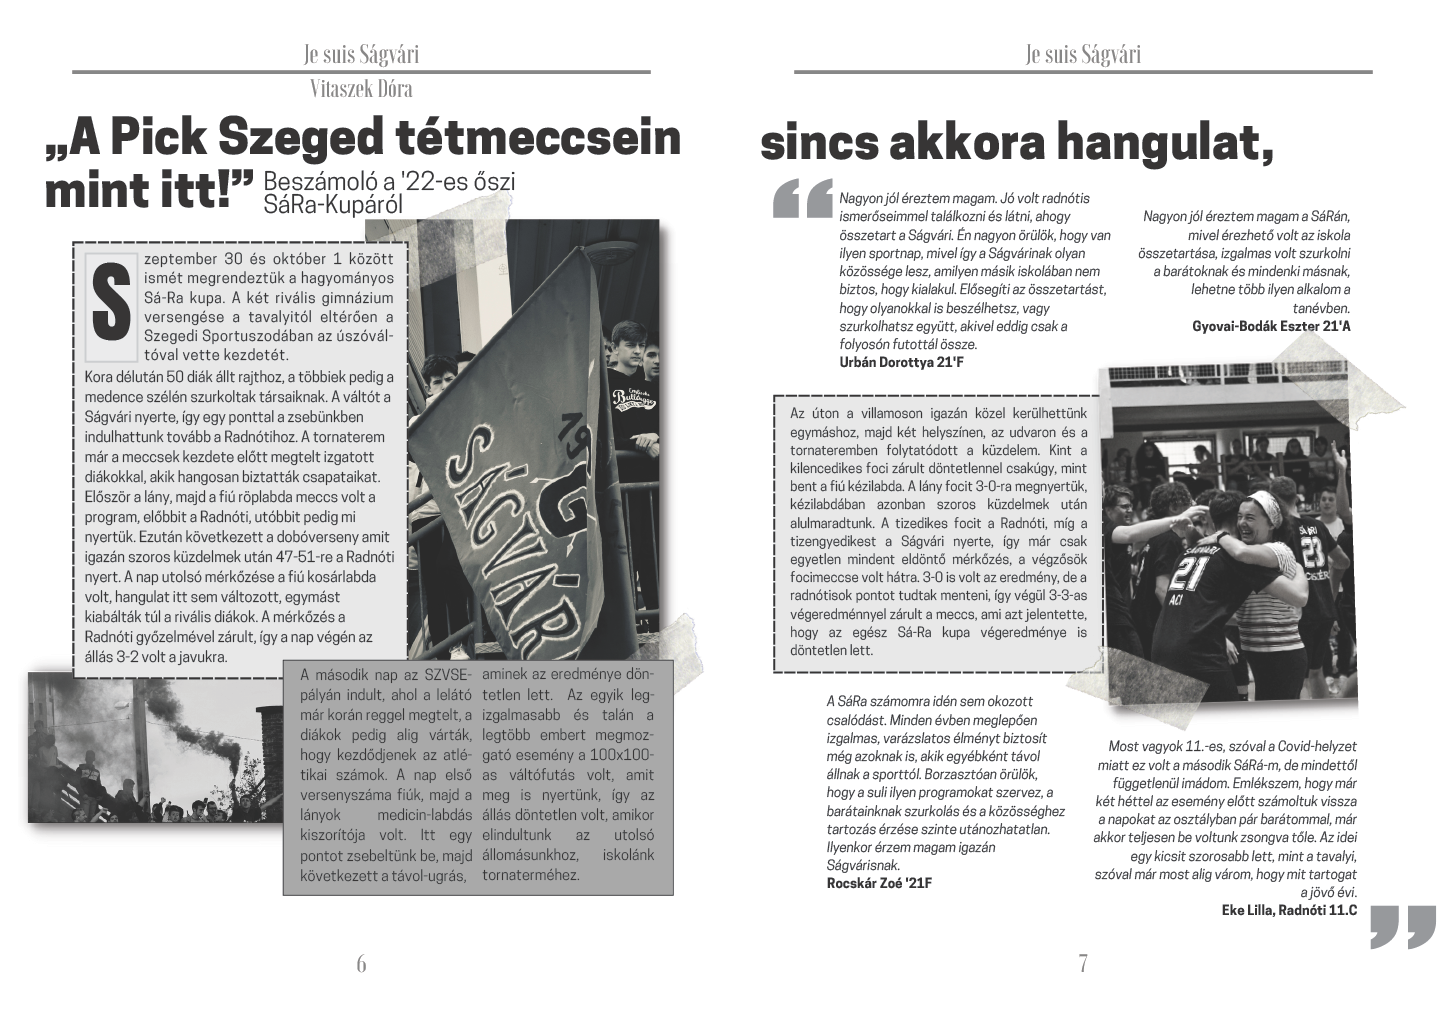 Je suis Ságvári
Vitaszek Dóra
„A Pick Szeged tétmeccsein
mint itt!”
Beszámoló a '22-es őszi
SáRa-Kupáról
S
zeptember 30 és október 1 között
ismét megrendeztük a hagyományos
Sá-Ra kupa. A két rivális gimnázium
versengése a tavalyitól eltérően a
Szegedi Sportuszodában az úszóvál-
tóval vette kezdetét.
Kora délután 50 diák állt rajthoz, a többiek pedig a
medence szélén szurkoltak társaiknak. A váltót a
Ságvári nyerte, így egy ponttal a zsebünkben
indulhattunk tovább a Radnótihoz. A tornaterem
már a meccsek kezdete előtt megtelt izgatott
diákokkal, akik hangosan biztatták csapataikat.
Először a lány, majd a fiú röplabda meccs volt a
program, előbbit a Radnóti, utóbbit pedig mi
nyertük. Ezután következett a dobóverseny amit
igazán szoros küzdelmek után 47-51-re a Radnóti
nyert. A nap utolsó mérkőzése a fiú kosárlabda
volt, hangulat itt sem változott, egymást
kiabálták túl a rivális diákok. A mérkőzés a
Radnóti győzelmével zárult, így a nap végén az
állás 3-2 volt a javukra.
19
G
SÁGVÁRI
A második nap az SZVSE-
pályán indult, ahol a lelátó
már korán reggel megtelt, a
diákok pedig alig várták,
hogy kezdődjenek az atlé-
tikai számok. A nap első
versenyszáma fiúk, majd a
lányok medicin-labdás
kiszorítója volt. Itt egy
pontot zsebeltünk be, majd
következett a távol-ugrás,
aminek az eredménye dön-
tetlen lett. Az egyik leg-
izgalmasabb és talán a
legtöbb embert megmoz-
gató esemény a 100x100-
as váltófutás volt, amit
meg is nyertünk, így az
állás döntetlen volt, amikor
elindultunk az utolsó
állomásunkhoz, iskolánk
tornaterméhez.
6
Je suis Ságvári
sincs akkora hangulat,
“
Nagyon jól éreztem magam. Jó volt radnótis
ismerőseimmel találkozni és látni, ahogy
összetart a Ságvári. Én nagyon örülök, hogy van
ilyen sportnap, mivel így a Ságvárinak olyan
közössége lesz, amilyen másik iskolában nem
biztos, hogy kialakul. Elősegíti az összetartást,
hogy olyanokkal is beszélhetsz, vagy
szurkolhatsz együtt, akivel eddig csak a
folyosón futottál össze.
Urbán Dorottya 21'F
Nagyon jól éreztem magam a SáRán,
mivel érezhető volt az iskola
összetartása, izgalmas volt szurkolni
a barátoknak és mindenki másnak,
lehetne több ilyen alkalom a
tanévben.
Gyovai-Bodák Eszter 21'A
Az úton a villamoson igazán közel kerülhettünk
egymáshoz, majd két helyszínen, az udvaron és a
tornateremben folytatódott a küzdelem. Kint a
kilencedikes foci zárult döntetlennel csakúgy, mint
bent a fiú kézilabda. A lány focit 3-0-ra megnyertük,
kézilabdában azonban szoros küzdelmek után
alulmaradtunk. A tizedikes focit a Radnóti, míg a
tizengyedikest a Ságvári nyerte, így már csak
egyetlen mindent eldöntő mérkőzés, a végzősök
focimeccse volt hátra. 3-0 is volt az eredmény, de a
radnótisok pontot tudtak menteni, így végül 3-3-as
végeredménnyel zárult a meccs, ami azt jelentette,
hogy az egész Sá-Ra kupa végeredménye is
döntetlen lett.
SÁGVÁRI
21
ACI
23
A SáRa számomra idén sem okozott
csalódást. Minden évben meglepően
izgalmas, varázslatos élményt biztosít
még azoknak is, akik egyébként távol
állnak a sporttól. Borzasztóan örülök,
hogy a suli ilyen programokat szervez, a
barátainknak szurkolás és a közösséghez
tartozás érzése szinte utánozhatatlan.
Ilyenkor érzem magam igazán
Ságvárisnak.
Rocskár Zoé '21F
Most vagyok 11.-es, szóval a Covid-helyzet
miatt ez volt a második SáRá-m, de mindettől
függetlenül imádom. Emlékszem, hogy már
két héttel az esemény előtt számoltuk vissza
a napokat az osztályban pár barátommal, már
akkor teljesen be voltunk zsongva tőle. Az idei
egy kicsit szorosabb lett, mint a tavalyi,
szóval már most alig várom, hogy mit tartogat
a jövő évi.
Eke Lilla, Radnóti 11.C
”
7